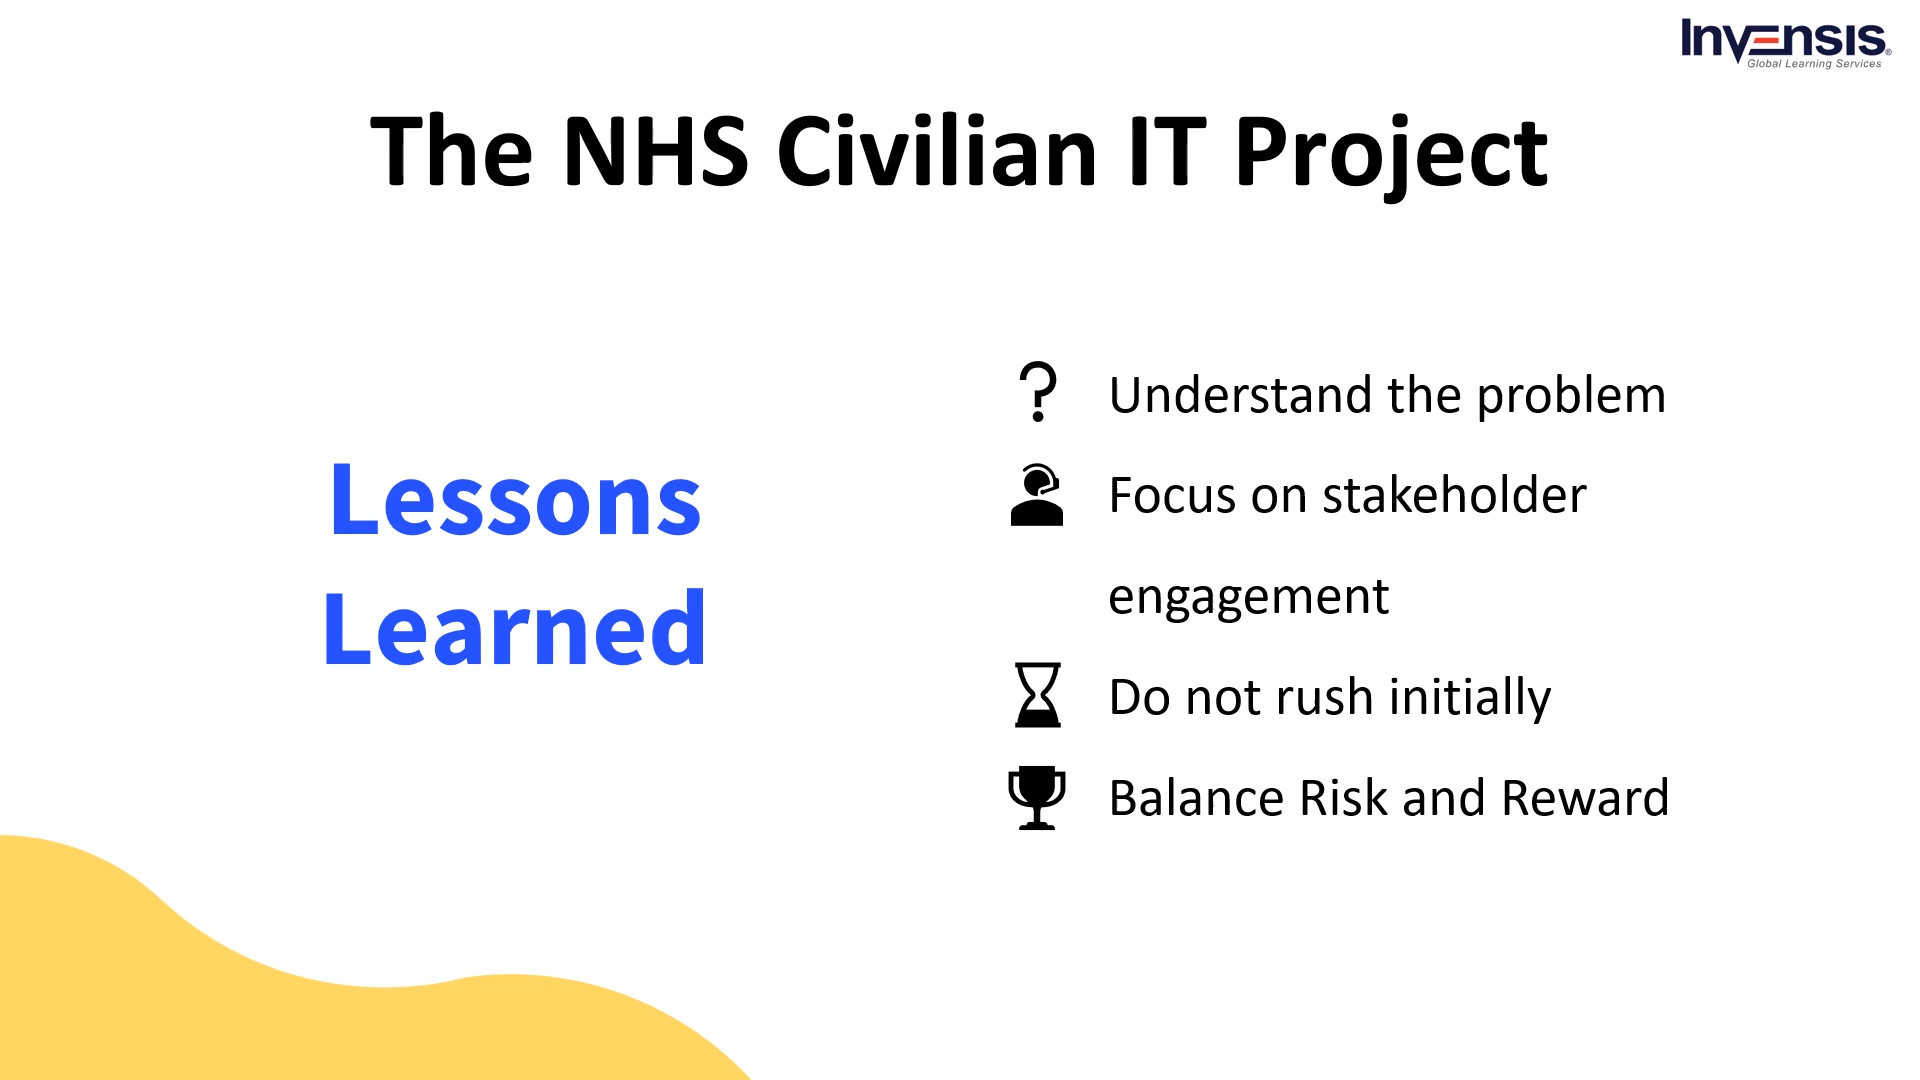 Invensis®
Global Learning Services
The NHS Civilian IT Project
Lessons
Learned
Understand the problem
Focus on stakeholder
engagement
Do not rush initially
Balance Risk and Reward